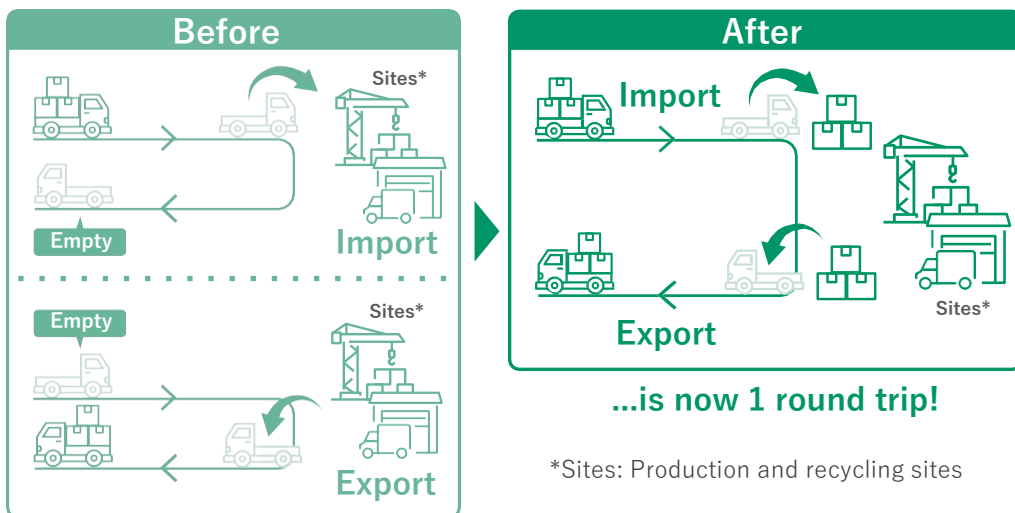 Before
Sites*
Empty
Import
Empty
Sites*
Export
After
Import
Export
Sites*
...is now 1 round trip!
*Sites: Production and recycling sites